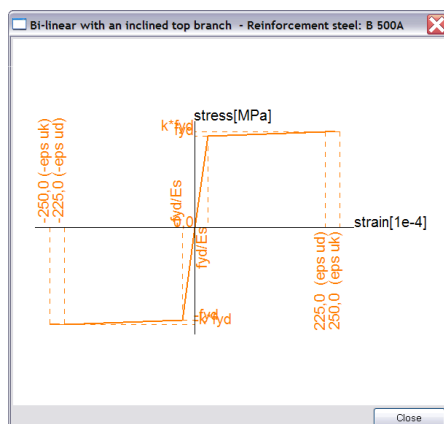 Bi-linear with an inclined top branch - Reinforcement steel: B 500A
stress[MPa]
k*fyd
fyd
-250,0 (-eps uk)
-225,0 (-eps ud)
-fyd/Es
0,0
strain[1e-4]
fyd/Es
225,0 (eps ud)
250,0 (eps uk)
-fyd
-k*fyd
Close